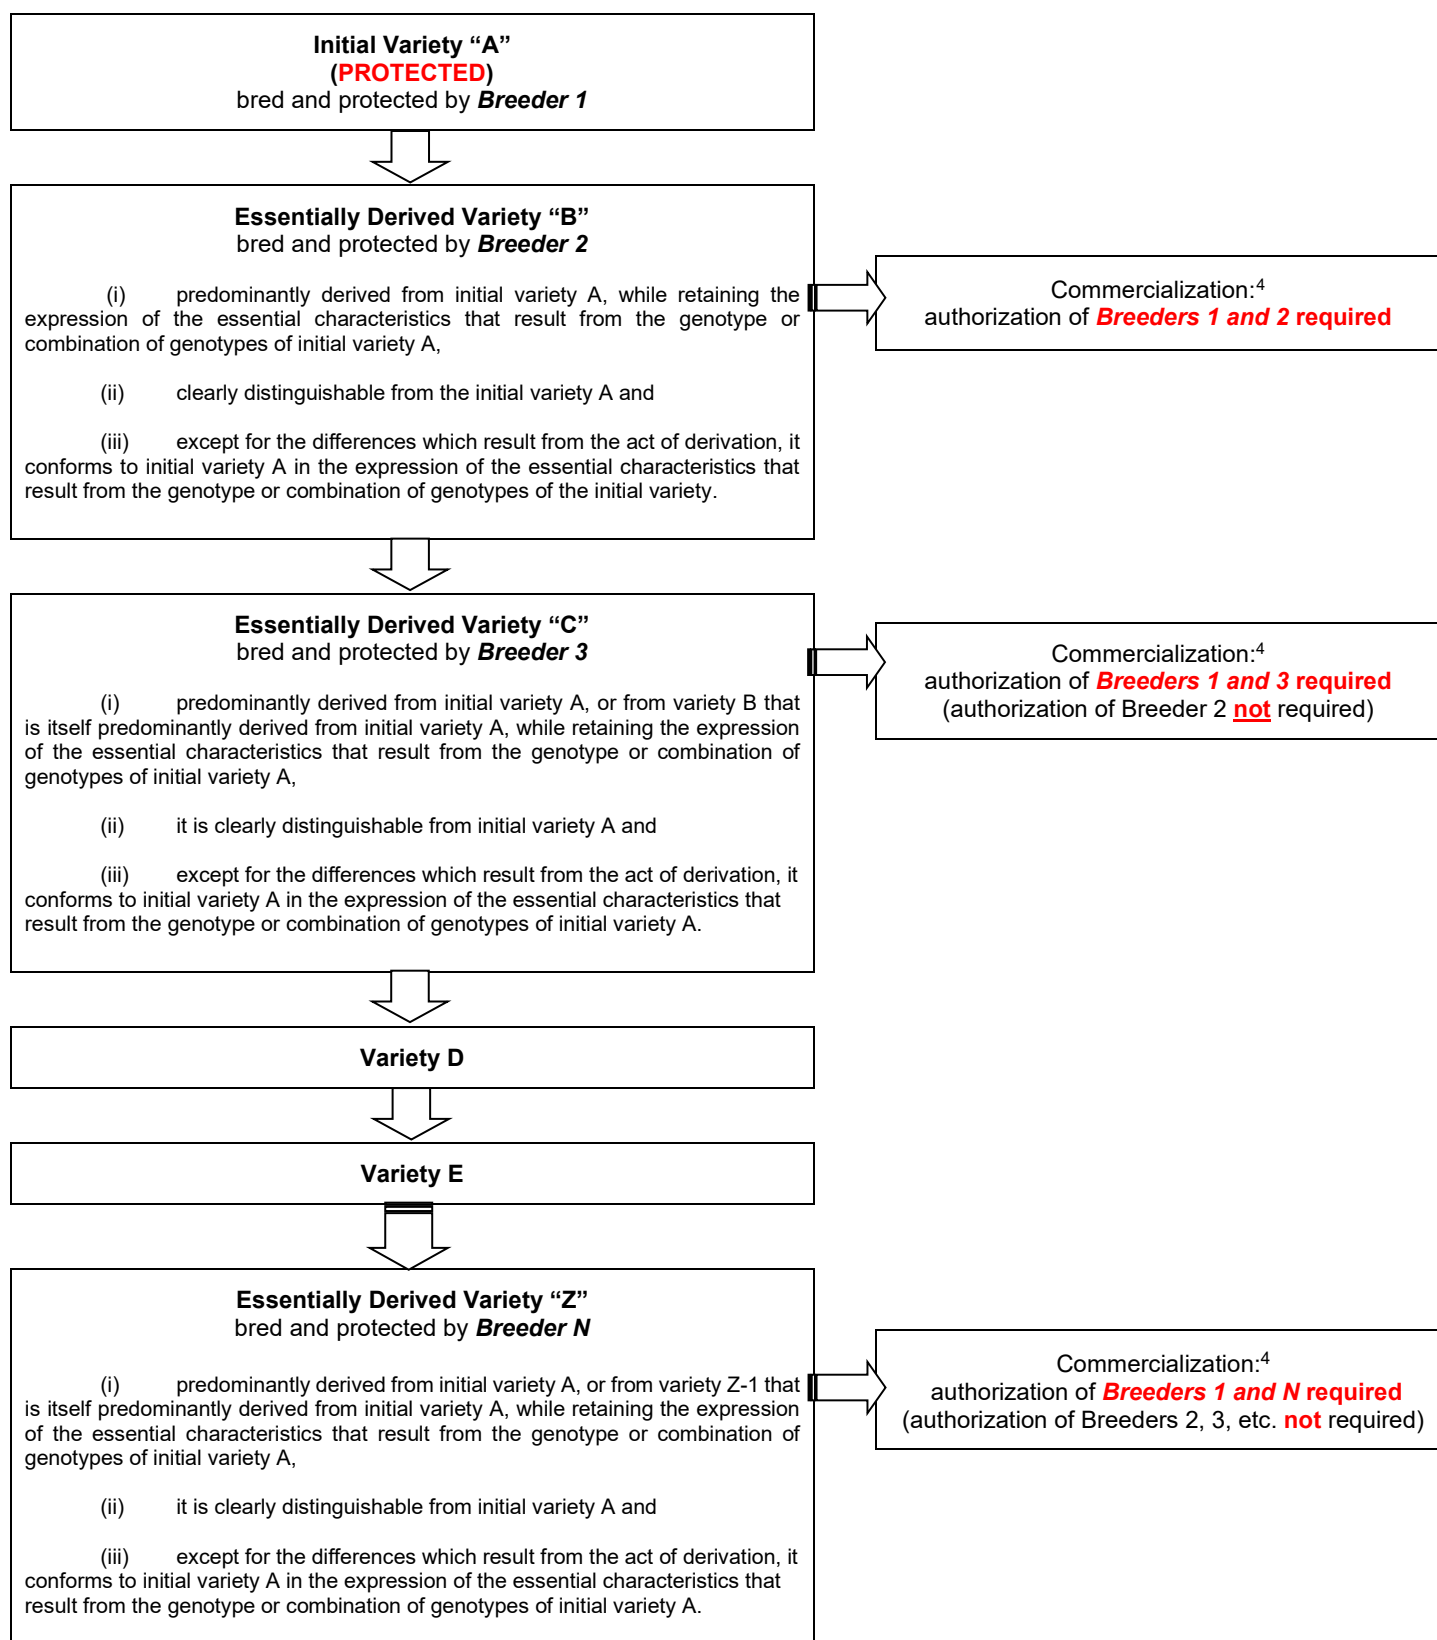 Initial Variety “A”
(PROTECTED)
bred and protected by Breeder 1
Essentially Derived Variety “B”
bred and protected by Breeder 2
(i) predominantly derived from initial variety A, while retaining the
expression of the essential characteristics that result from the genotype or
combination of genotypes of initial variety A,
(ii) clearly distinguishable from the initial variety A and
(iii) except for the differences which result from the act of derivation, it
conforms to initial variety A in the expression of the essential characteristics that
result from the genotype or combination of genotypes of the initial variety.
Commercialization:4
authorization of Breeders 1 and 2 required
Essentially Derived Variety “C”
bred and protected by Breeder 3
(i) predominantly derived from initial variety A, or from variety B that
is itself predominantly derived from initial variety A, while retaining the expression
of the essential characteristics that result from the genotype or combination of
genotypes of initial variety A,
(ii) it is clearly distinguishable from initial variety A and
(iii) except for the differences which result from the act of derivation, it
conforms to initial variety A in the expression of the essential characteristics that
result from the genotype or combination of genotypes of initial variety A.
Commercialization:4
authorization of Breeders 1 and 3 required
(authorization of Breeder 2 not required)
Variety D
Variety E
Essentially Derived Variety “Z”
bred and protected by Breeder N
(i) predominantly derived from initial variety A, or from variety Z-1 that
is itself predominantly derived from initial variety A, while retaining the expression
of the essential characteristics that result from the genotype or combination of
genotypes of initial variety A,
(ii) it is clearly distinguishable from initial variety A and
(iii) except for the differences which result from the act of derivation, it
conforms to initial variety A in the expression of the essential characteristics that
result from the genotype or combination of genotypes of initial variety A.
Commercialization:4
authorization of Breeders 1 and N required
(authorization of Breeders 2, 3, etc. not required)